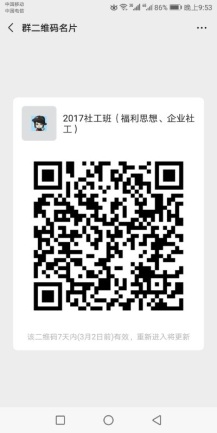 中国移动
中国电信
86%
晚上9:53
群二维码名片
2017社工班（福利思想、企业社
工）
该二维码7天内(3月2日前)有效，重新进入将更新